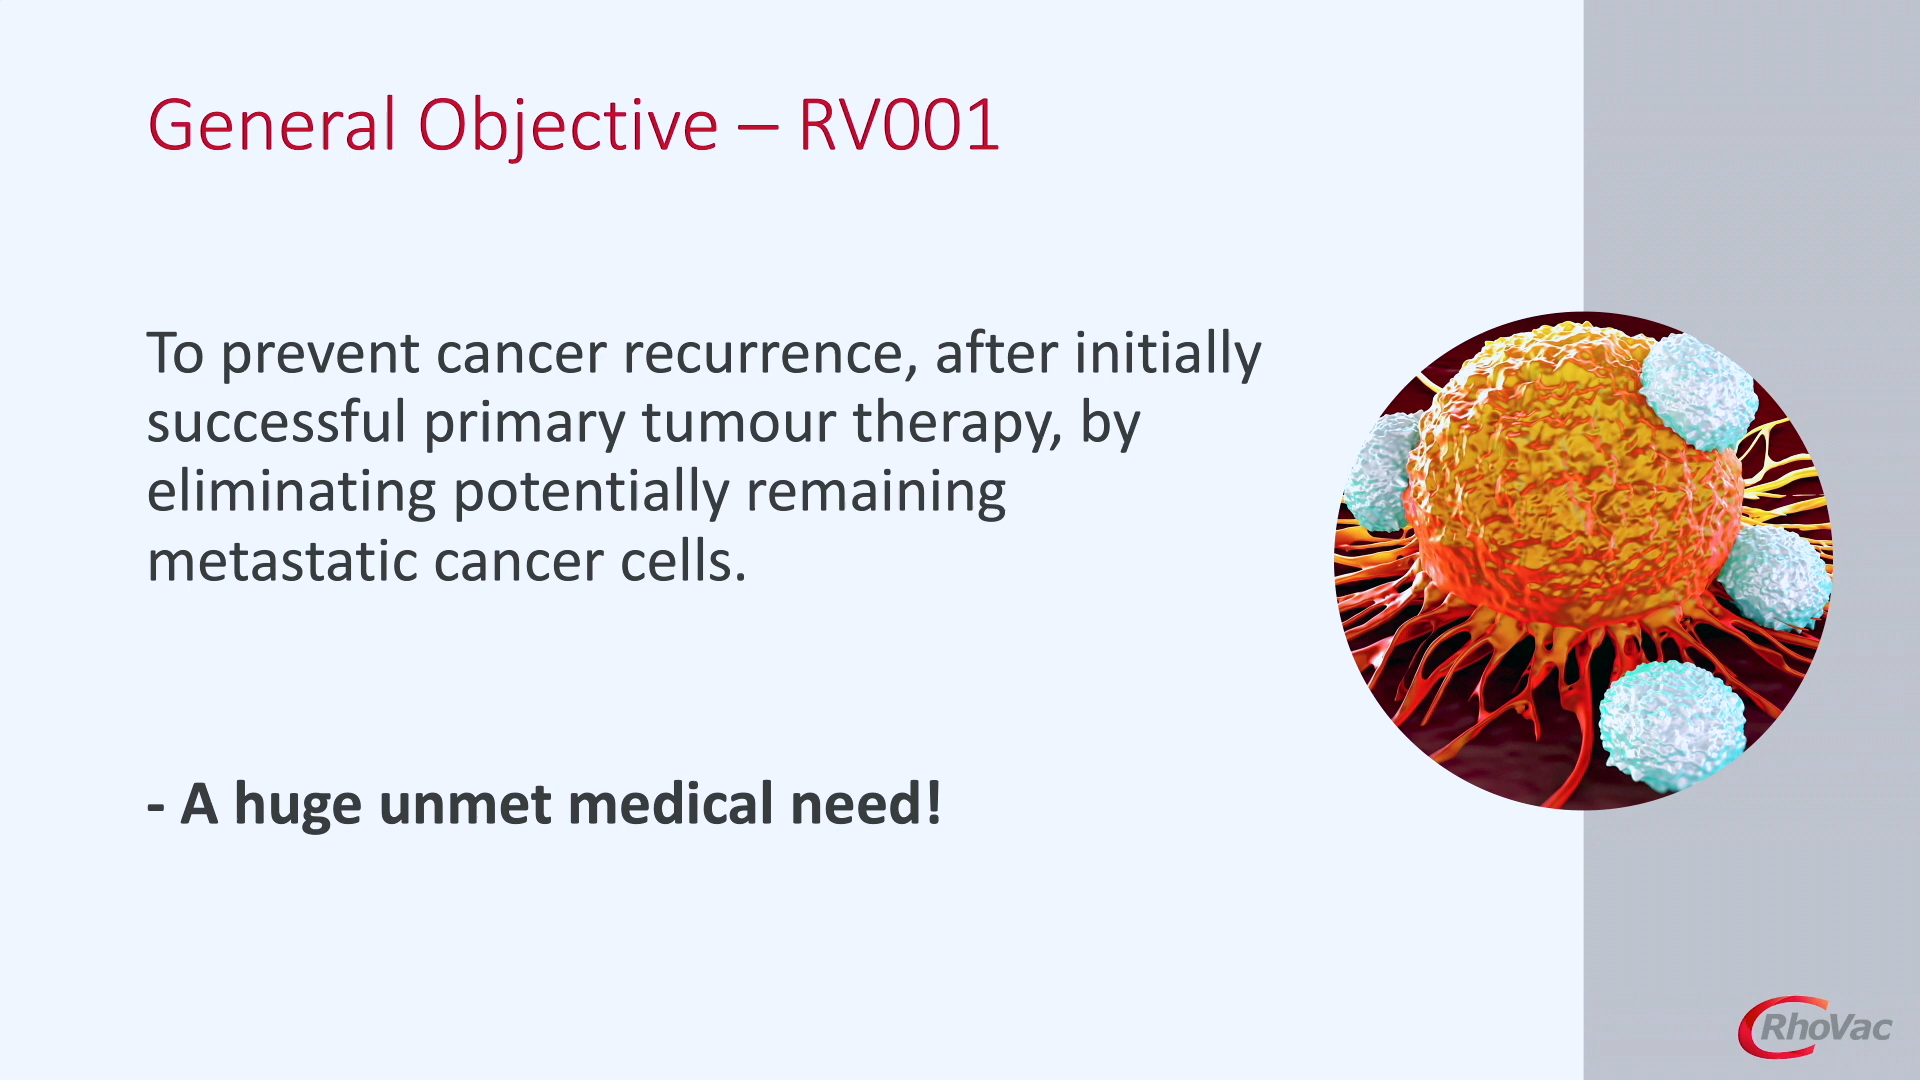 General Objective – RV001
To prevent cancer recurrence, after initially
successful primary tumour therapy, by
eliminating potentially remaining
metastatic cancer cells.
- A huge unmet medical need!
RhoVac